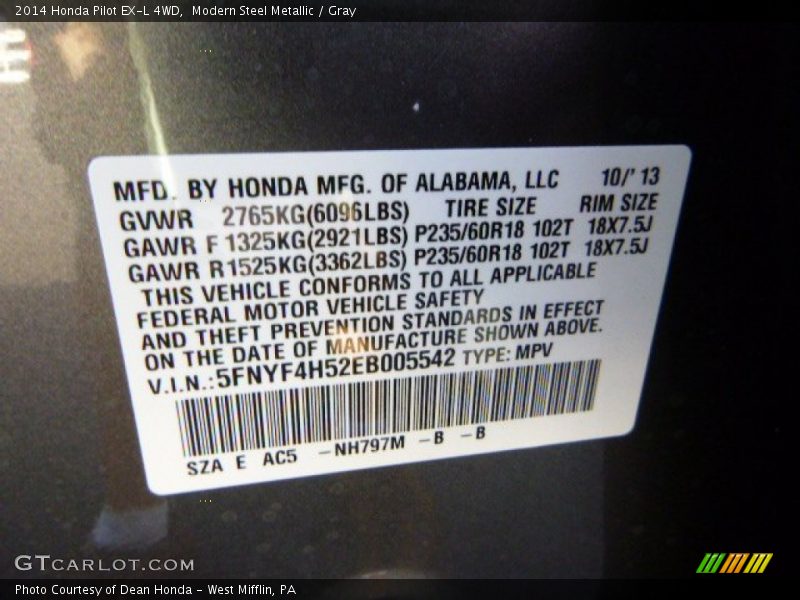 2014 Honda Pilot EX-L 4WD,  Modern Steel Metallic / Gray
MFD. BY HONDA MFG. OF ALABAMA, LLC 10/' 13
GVWR 2765KG(6096LBS) TIRE SIZE RIM SIZE
GAWR F 1325KG(2921LBS) P235/60R18 102T 18X7.5J
GAWR R 1525KG(3362LBS) P235/60R18 102T 18X7.5J
THIS VEHICLE CONFORMS TO ALL APPLICABLE
FEDERAL MOTOR VEHICLE SAFETY
AND THEFT PREVENTION STANDARDS IN EFFECT
ON THE DATE OF MANUFACTURE SHOWN ABOVE.
V.I.N.:5FNYF4H52EB005542 TYPE: MPV
SZA E AC5 -NH797M -B -B
GTCARLOT.COM
Photo Courtesy of Dean Honda - West Mifflin, PA